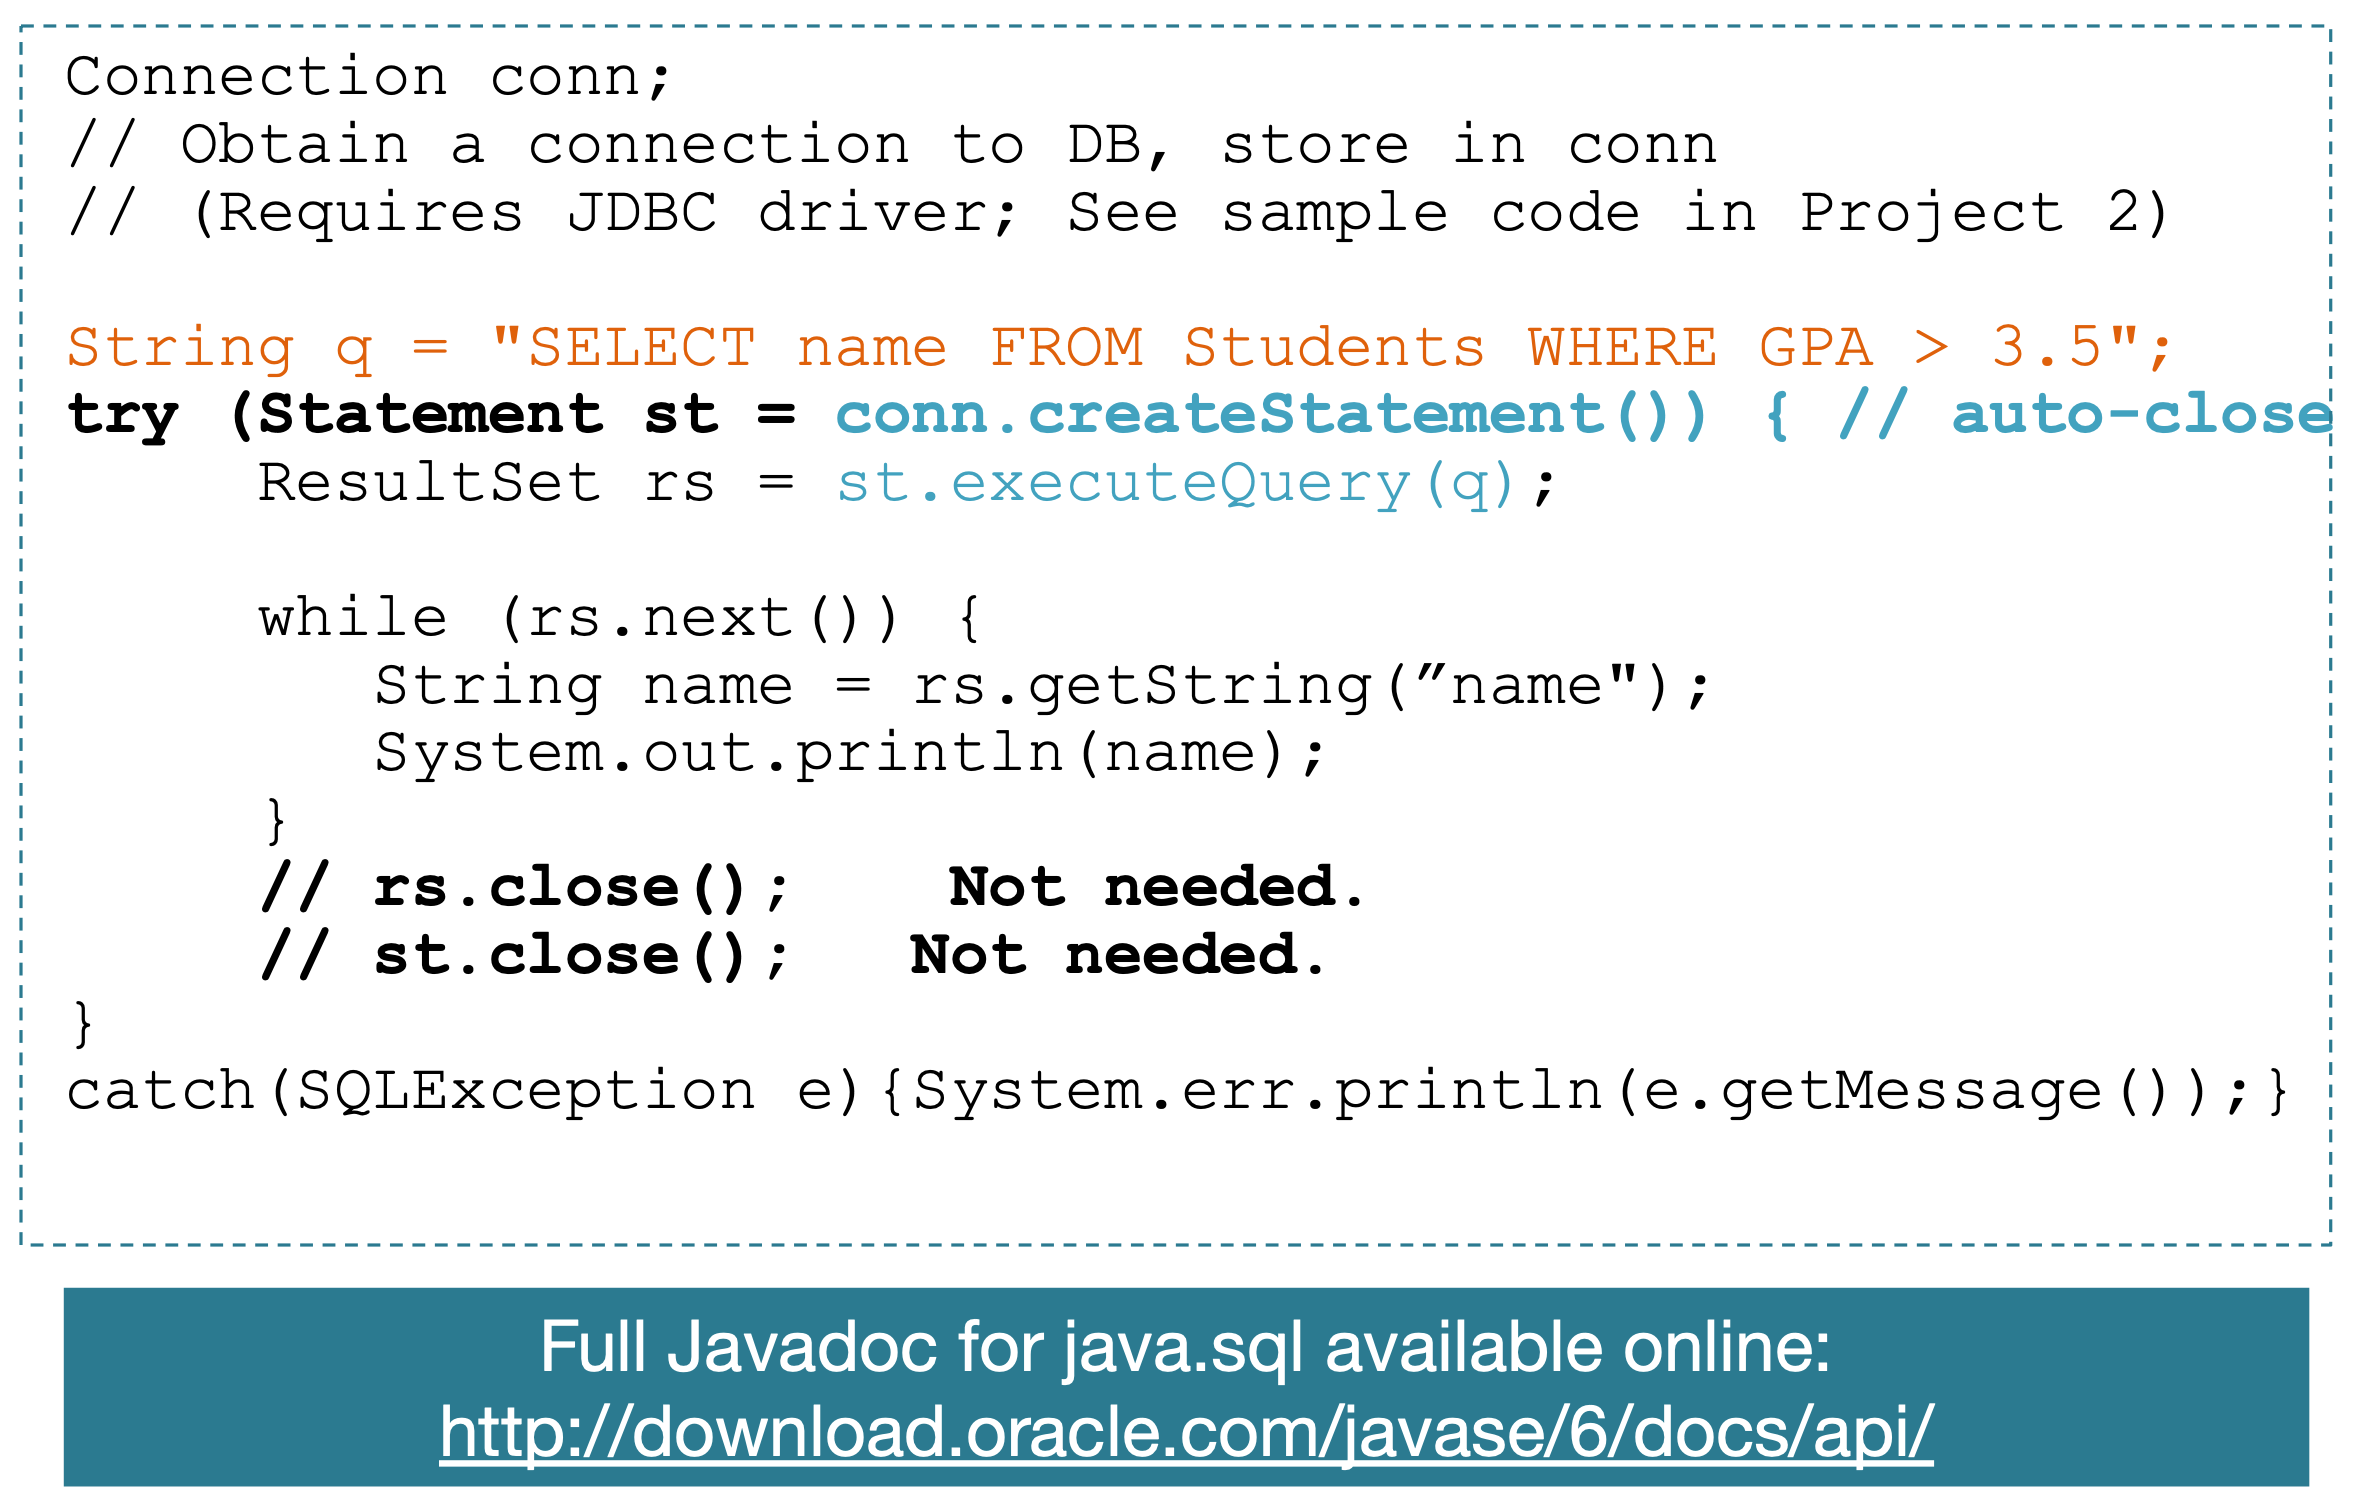 Connection conn;
// Obtain a connection to DB, store in conn
// (Requires JDBC driver; See sample code in Project 2)
String q = "SELECT name FROM Students WHERE GPA > 3.5";
try (Statement st = conn.createStatement()) { // auto-close
ResultSet rs = st.executeQuery(q);
while (rs.next()) {
String name = rs.getString(”name");
System.out.println(name);
}
// rs.close(); Not needed.
// st.close(); Not needed.
}
catch(SQLException e){System.err.println(e.getMessage());}
Full Javadoc for java.sql available online:
http://download.oracle.com/javase/6/docs/api/